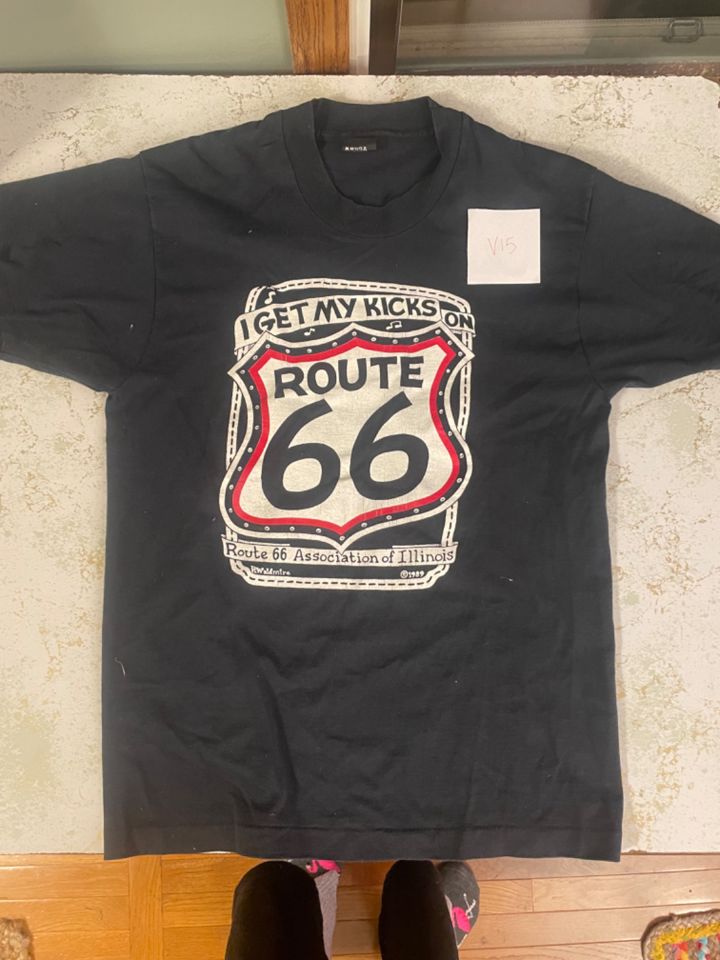 V15
I GET MY KICKS ON
ROUTE
66
Route 66 Association of Illinois
©1989